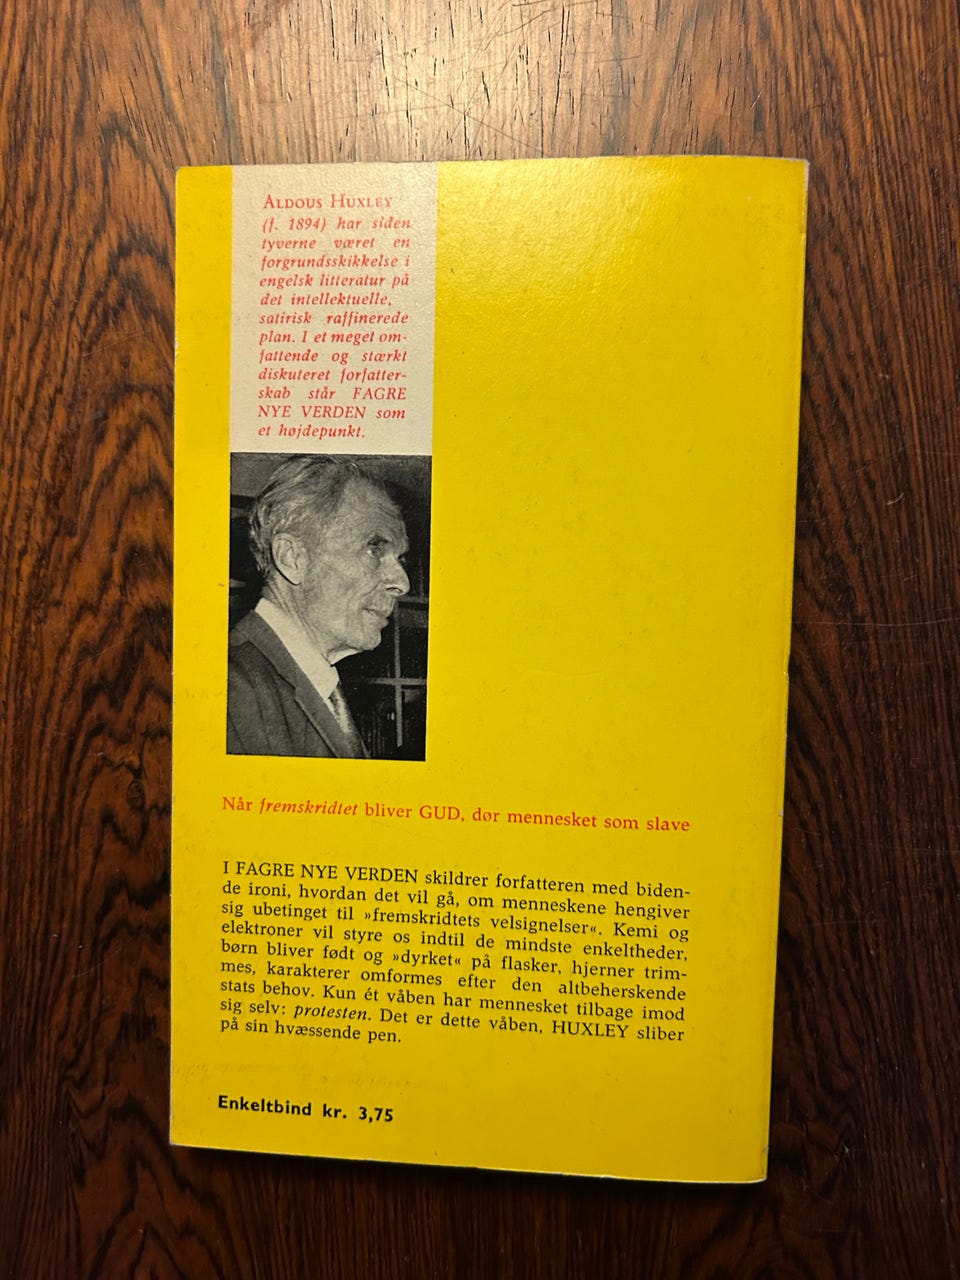 ALDOUS HUXLEY
(f. 1894) har siden
tyverne været en
forgrundsskikkelse i
engelsk litteratur på
det intellektuelle,
satirisk raffinerede
plan. I et meget om-
fattende og stærkt
diskuteret forfatter-
skab står FAGRE
NYE VERDEN som
et højdepunkt.
Når fremskridtet bliver GUD, dør mennesket som slave
I FAGRE NYE VERDEN skildrer forfatteren med biden-
de ironi, hvordan det vil gå, om menneskene hengiver
sig ubetinget til »fremskridtets velsignelser«. Kemi og
elektroner vil styre os indtil de mindste enkeltheder,
børn bliver født og »dyrket« på flasker, hjerner trim-
mes, karakterer omformes efter den altbeherskende
stats behov. Kun ét våben har mennesket tilbage imod
sig selv: protesten. Det er dette våben, HUXLEY sliber
på sin hvæssende pen.
Enkeltbind kr. 3,75